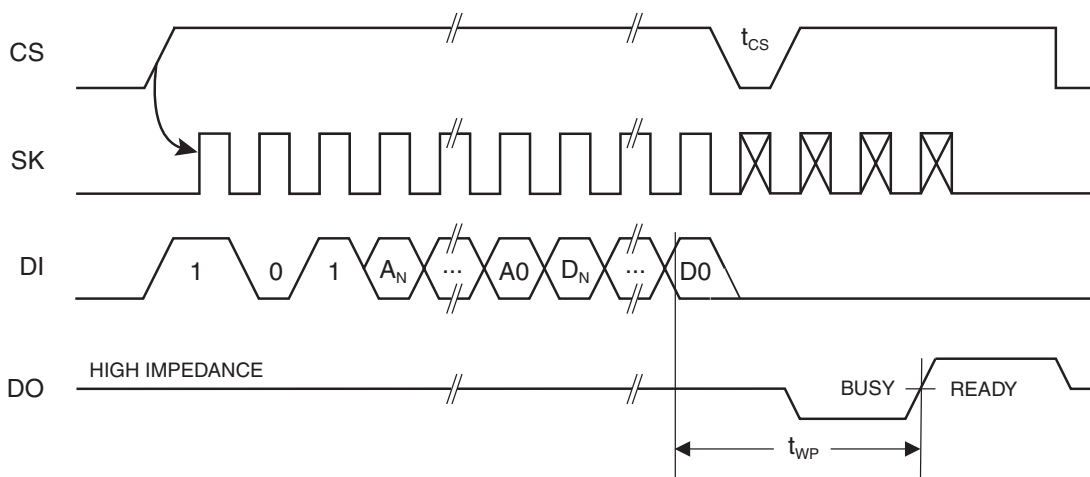 CS
t_CS
SK
DI
1 0 1 A_N ... A0 D_N ... D0
HIGH IMPEDANCE
DO
BUSY
READY
t_WP